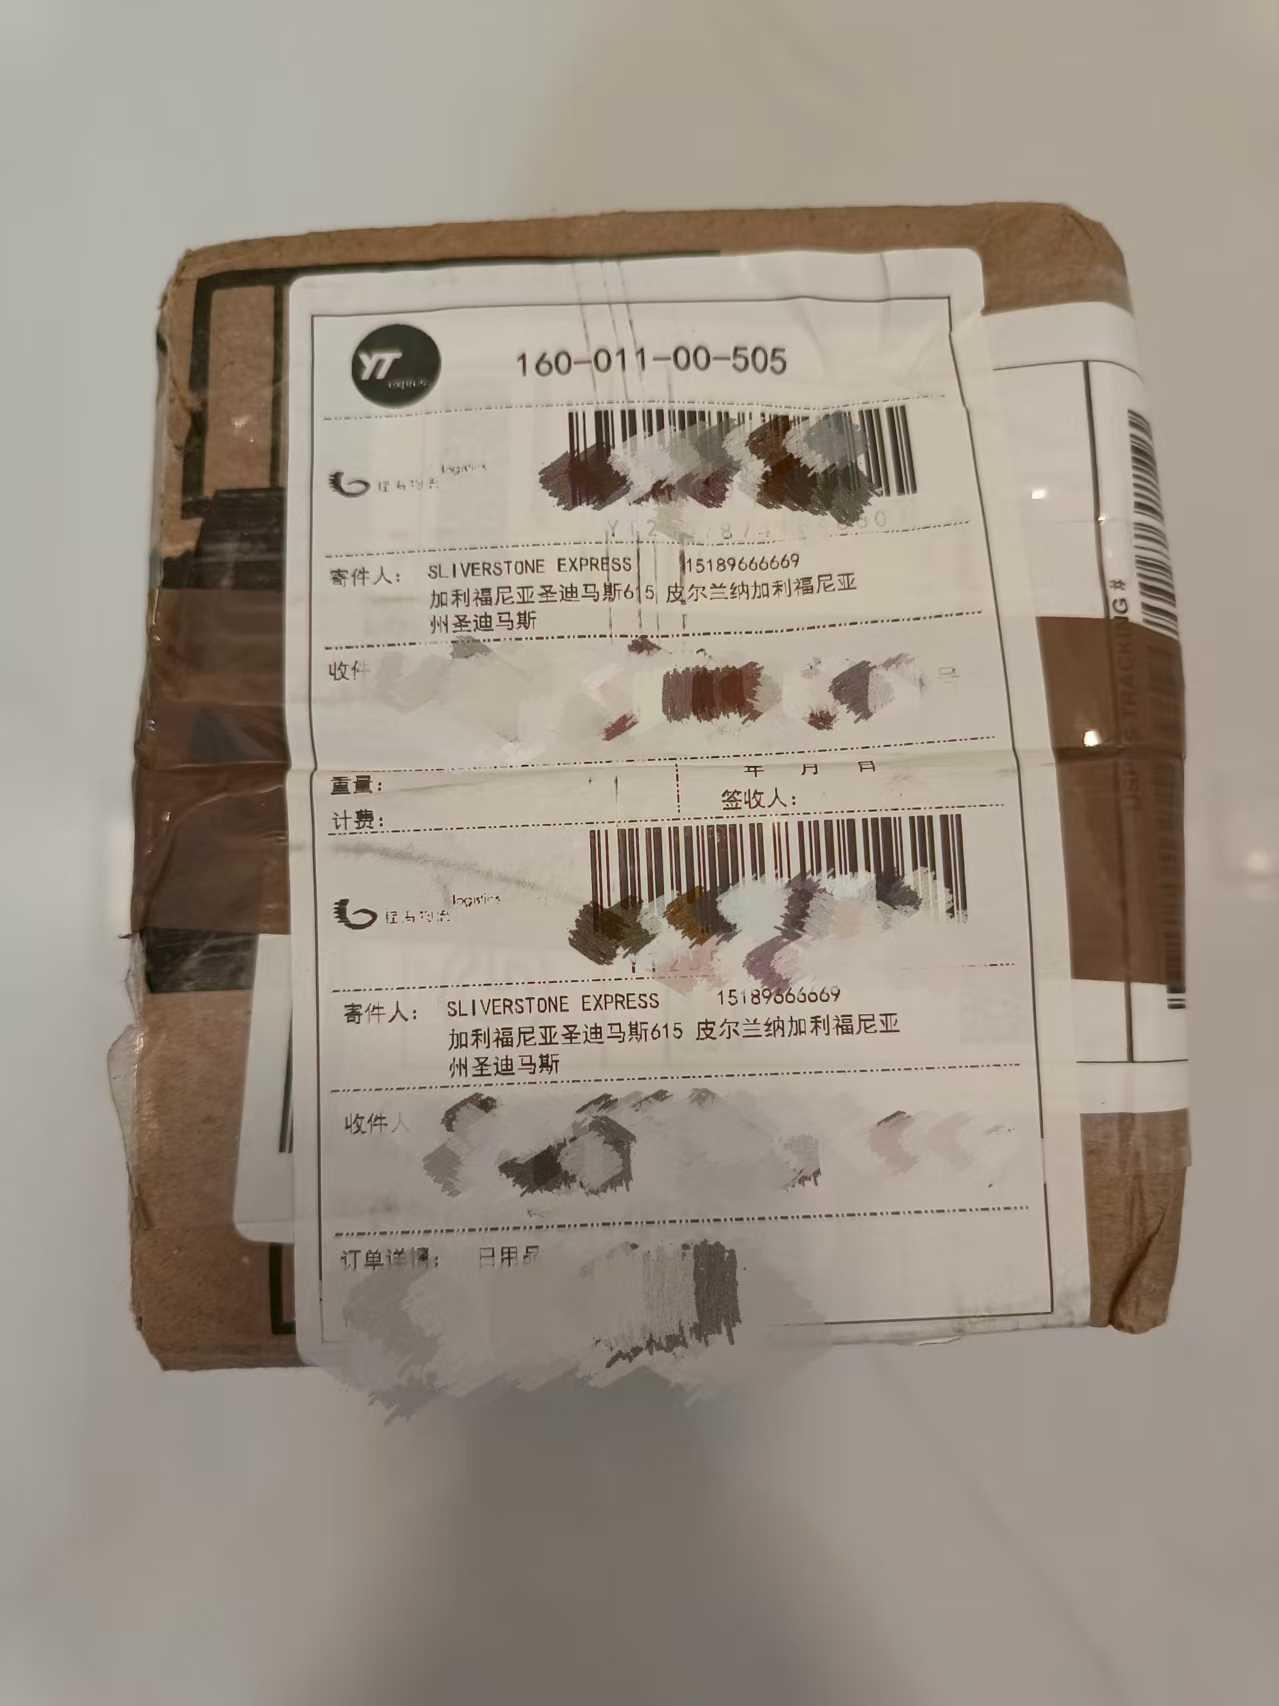 YT
express
160-011-00-505
logistics
寄件人： SLIVERSTONE EXPRESS 15189666669
加利福尼亚圣迪马斯615 皮尔兰纳加利福尼亚
州圣迪马斯
收件
号
年 月 日
重量：
签收人：
计费：
logistics
寄件人： SLIVERSTONE EXPRESS 15189666669
加利福尼亚圣迪马斯615 皮尔兰纳加利福尼亚
州圣迪马斯
收件人
订单详情： 日用品
USPS TRACKING #